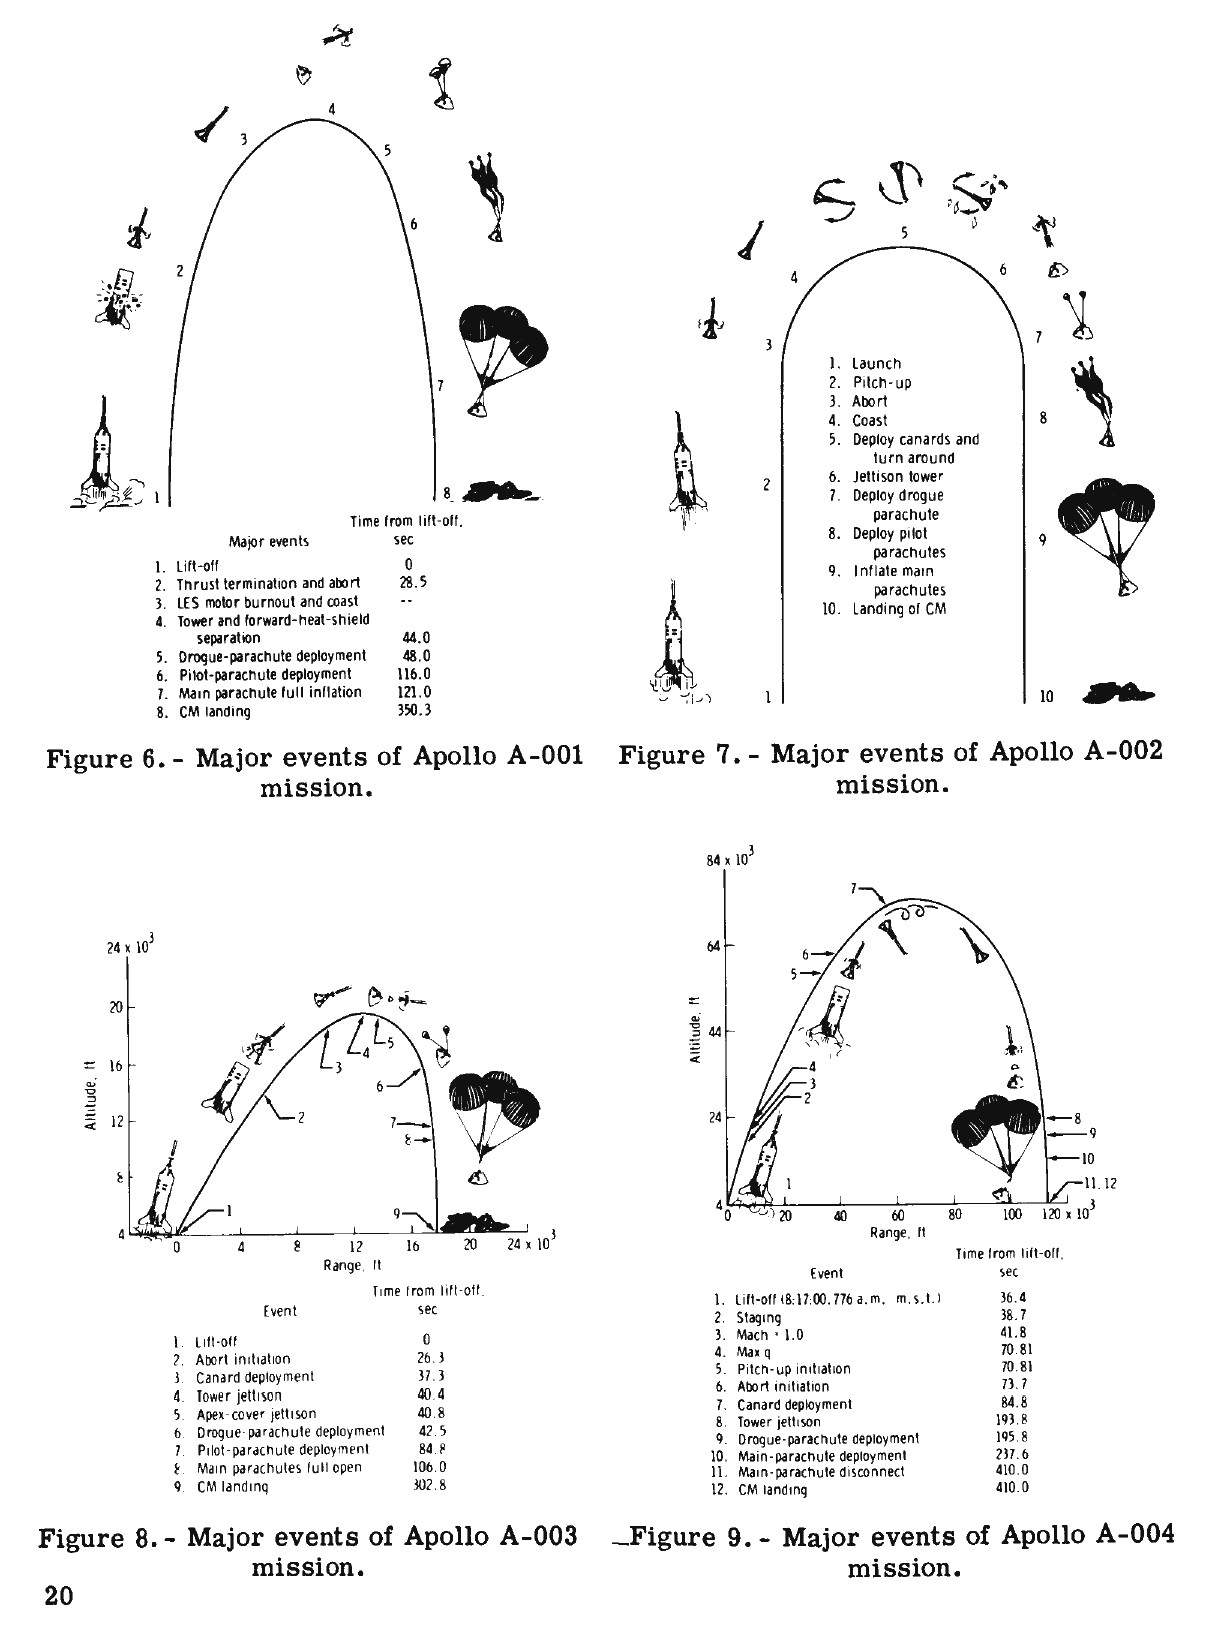 4
3
5
6
2
7
1
8
Time from lift-off,
Major events sec
1. Lift-off 0
2. Thrust termination and abort 28.5
3. LES motor burnout and coast --
4. Tower and forward-heat-shield
separation 44.0
5. Drogue-parachute deployment 48.0
6. Pilot-parachute deployment 116.0
7. Main parachute full inflation 121.0
8. CM landing 350.3
Figure 6.- Major events of Apollo A-001
mission.
5
4
6
3
7
1. Launch
2. Pitch-up
3. Abort
4. Coast
5. Deploy canards and
turn around
6. Jettison tower
7. Deploy drogue
parachute
8. Deploy pilot
parachutes
9. Inflate main
parachutes
10. Landing of CM
8
2
9
1
10
Figure 7.- Major events of Apollo A-002
mission.
24 x 10³
20
16
12
8
4
Altitude, ft
5
4
3
6
2
7
8
1
9
0 4 8 12 16 20 24 x 10³
Range, ft
Time from lift-off,
Event sec
1. Lift-off 0
2. Abort initiation 26.3
3. Canard deployment 37.3
4. Tower jettison 40.4
5. Apex-cover jettison 40.8
6. Drogue-parachute deployment 42.5
7. Pilot-parachute deployment 84.8
8. Main parachutes full open 106.0
9. CM landing 302.8
Figure 8.- Major events of Apollo A-003
mission.
84 x 10³
64
44
24
4
Altitude, ft
7
6
5
4
3
2
8
9
10
1
11, 12
0 20 40 60 80 100 120 x 10³
Range, ft
Time from lift-off,
Event sec
1. Lift-off (8:17:00.776 a.m. m.s.t.) 36.4
2. Staging 38.7
3. Mach = 1.0 41.8
4. Max q 70.81
5. Pitch-up initiation 70.81
6. Abort initiation 73.7
7. Canard deployment 84.8
8. Tower jettison 193.8
9. Drogue-parachute deployment 195.8
10. Main-parachute deployment 237.6
11. Main-parachute disconnect 410.0
12. CM landing 410.0
Figure 9.- Major events of Apollo A-004
mission.
20